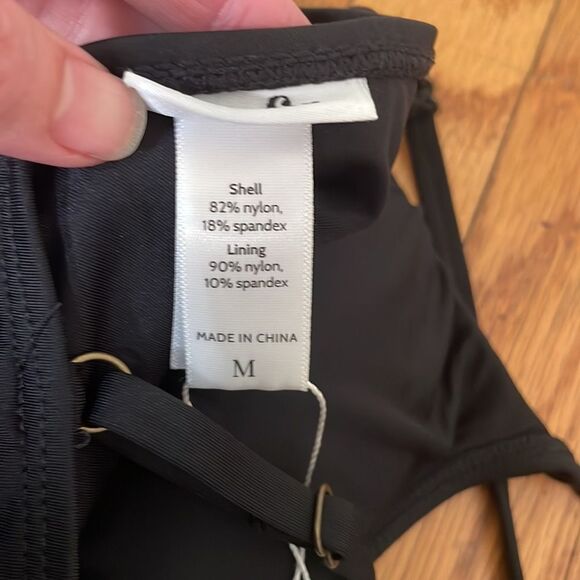 Shell
82% nylon,
18% spandex
Lining
90% nylon,
10% spandex
MADE IN CHINA
M